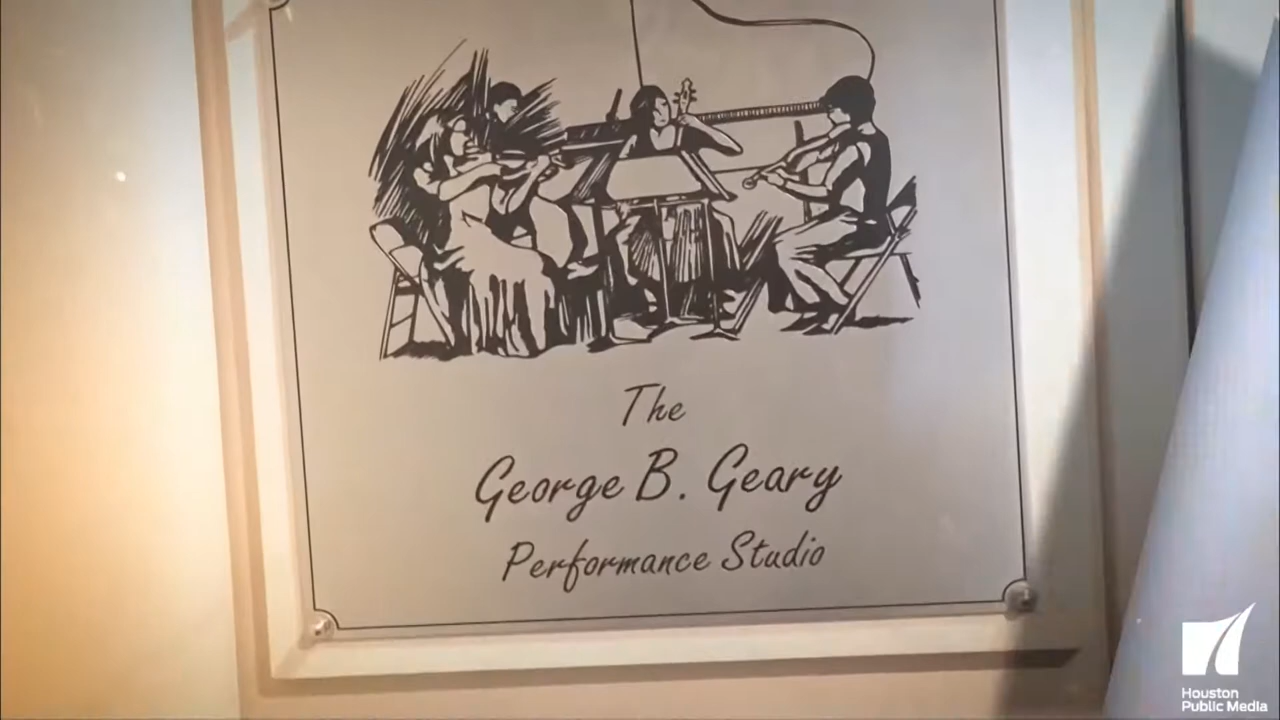 The
George B. Geary
Performance Studio
Houston
Public Media